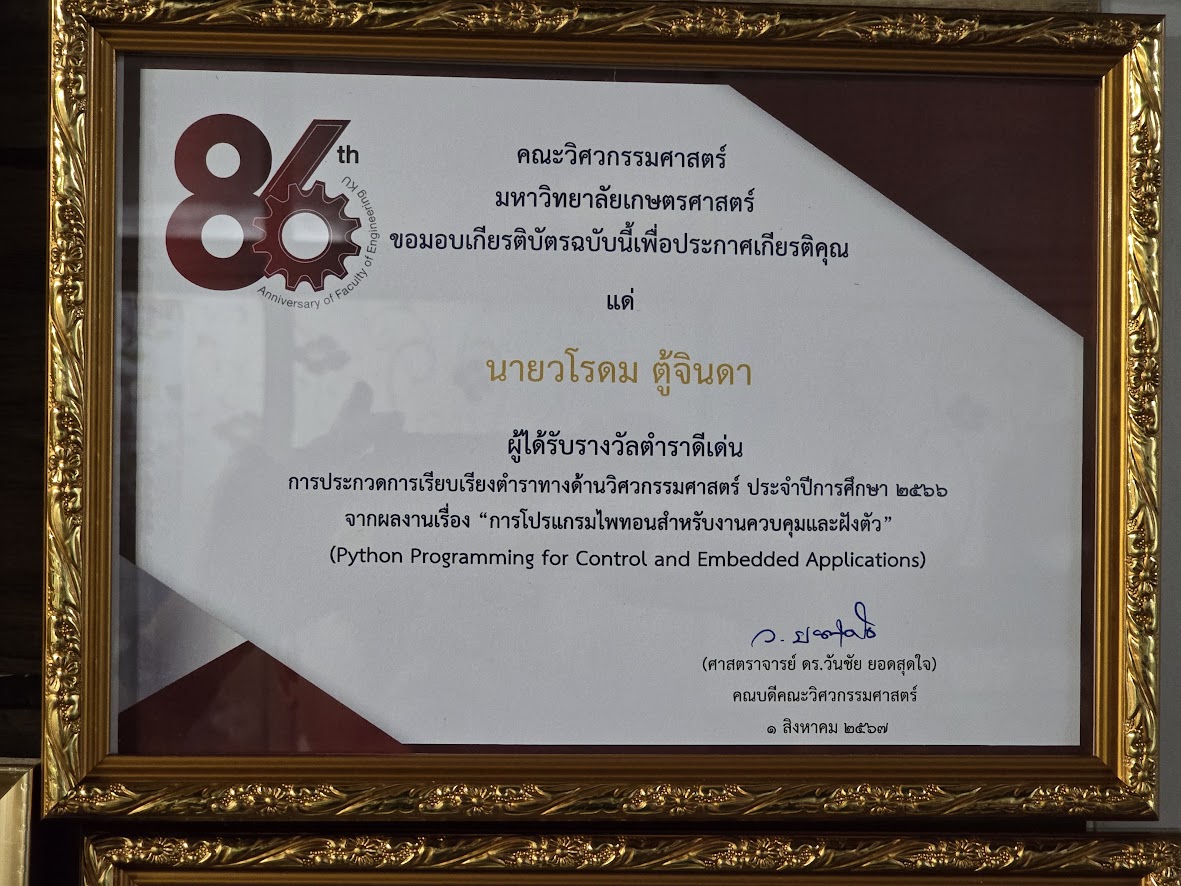 86th
Anniversary of Faculty of Engineering KU
คณะวิศวกรรมศาสตร์
มหาวิทยาลัยเกษตรศาสตร์
ขอมอบเกียรติบัตรฉบับนี้เพื่อประกาศเกียรติคุณ
แด่
นายวโรดม ตู้จินดา
ผู้ได้รับรางวัลตำราดีเด่น
การประกวดการเรียบเรียงตำราทางด้านวิศวกรรมศาสตร์ ประจำปีการศึกษา ๒๕๖๖
จากผลงานเรื่อง “การโปรแกรมไพทอนสำหรับงานควบคุมและฝังตัว”
(Python Programming for Control and Embedded Applications)
(ศาสตราจารย์ ดร.วันชัย ยอดสุดใจ)
คณบดีคณะวิศวกรรมศาสตร์
๑ สิงหาคม ๒๕๖๗